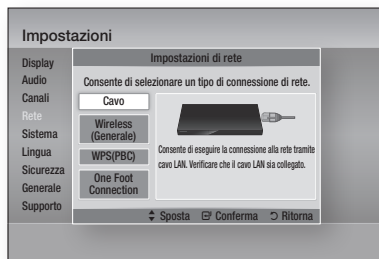 Impostazioni
Display
Audio
Canali
Rete
Sistema
Lingua
Sicurezza
Generale
Supporto
Impostazioni di rete
Consente di selezionare un tipo di connessione di rete.
Cavo
Wireless
(Generale)
WPS(PBC)
One Foot
Connection
Consente di eseguire la connessione alla rete tramite
cavo LAN. Verificare che il cavo LAN sia collegato.
Sposta Conferma Ritorna